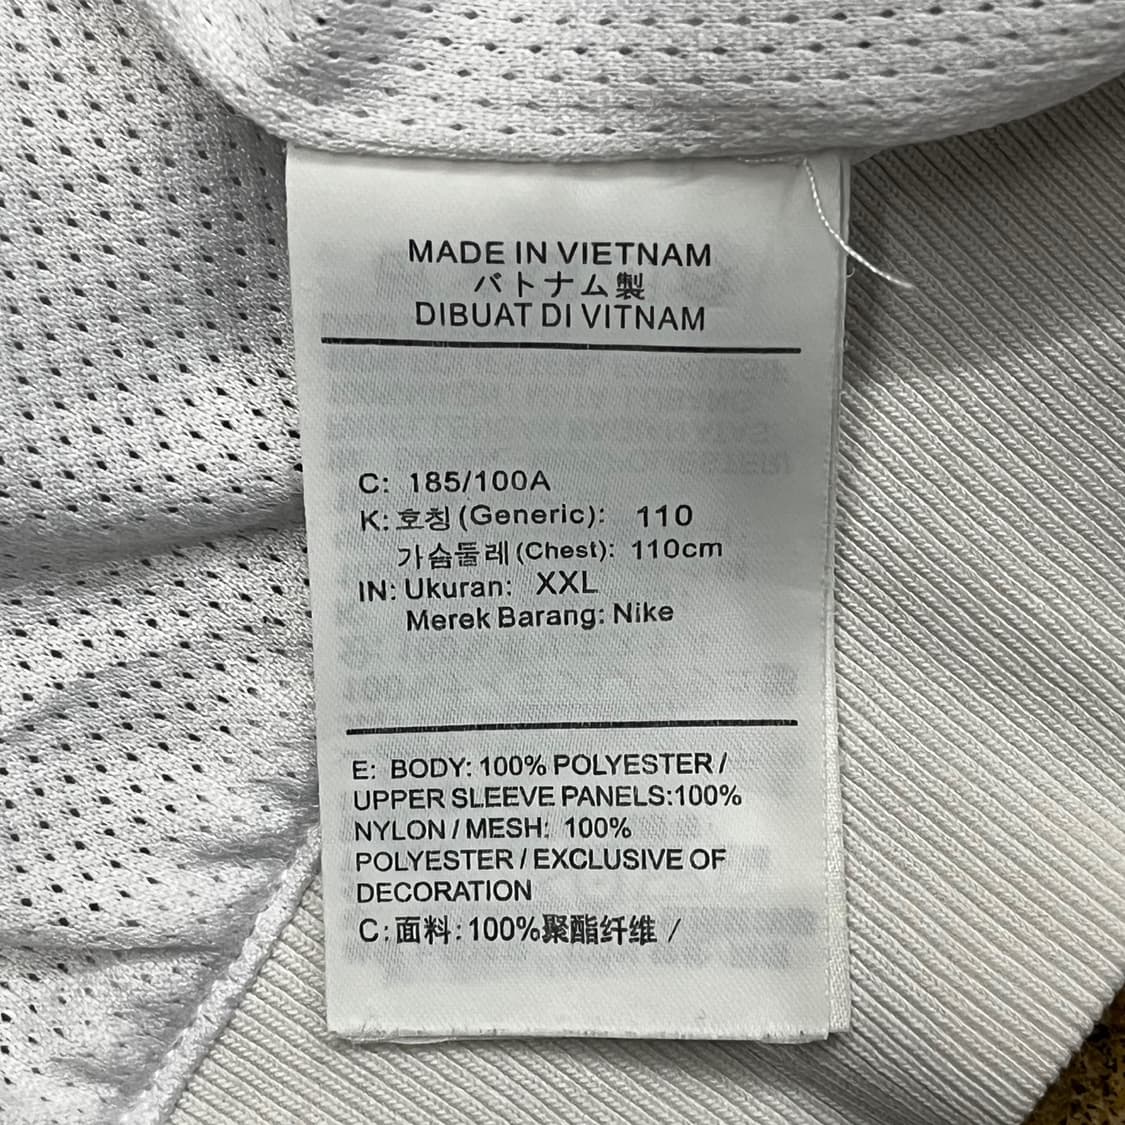 MADE IN VIETNAM
バトナム製
DIBUAT DI VITNAM
C: 185/100A
K: 호칭 (Generic): 110
가슴둘레 (Chest): 110cm
IN: Ukuran: XXL
Merek Barang: Nike
E: BODY: 100% POLYESTER /
UPPER SLEEVE PANELS:100%
NYLON / MESH: 100%
POLYESTER / EXCLUSIVE OF
DECORATION
C:面料:100%聚酯纤维 /